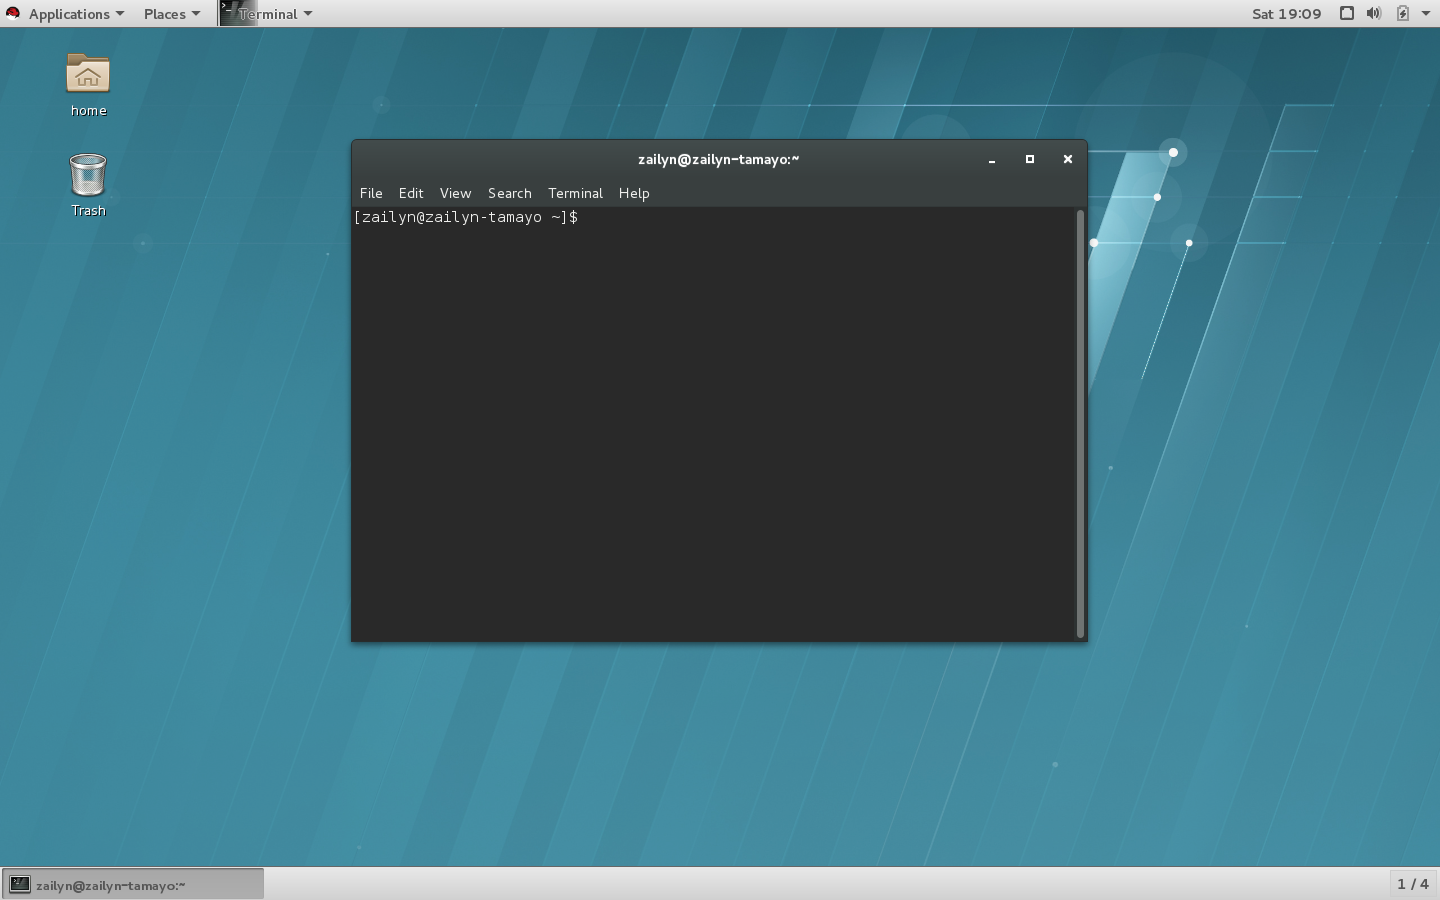 Applications Places Terminal Sat 19:09
home
Trash
zailyn@zailyn-tamayo:~
File Edit View Search Terminal Help
[zailyn@zailyn-tamayo ~]$
zailyn@zailyn-tamayo:~ 1 / 4